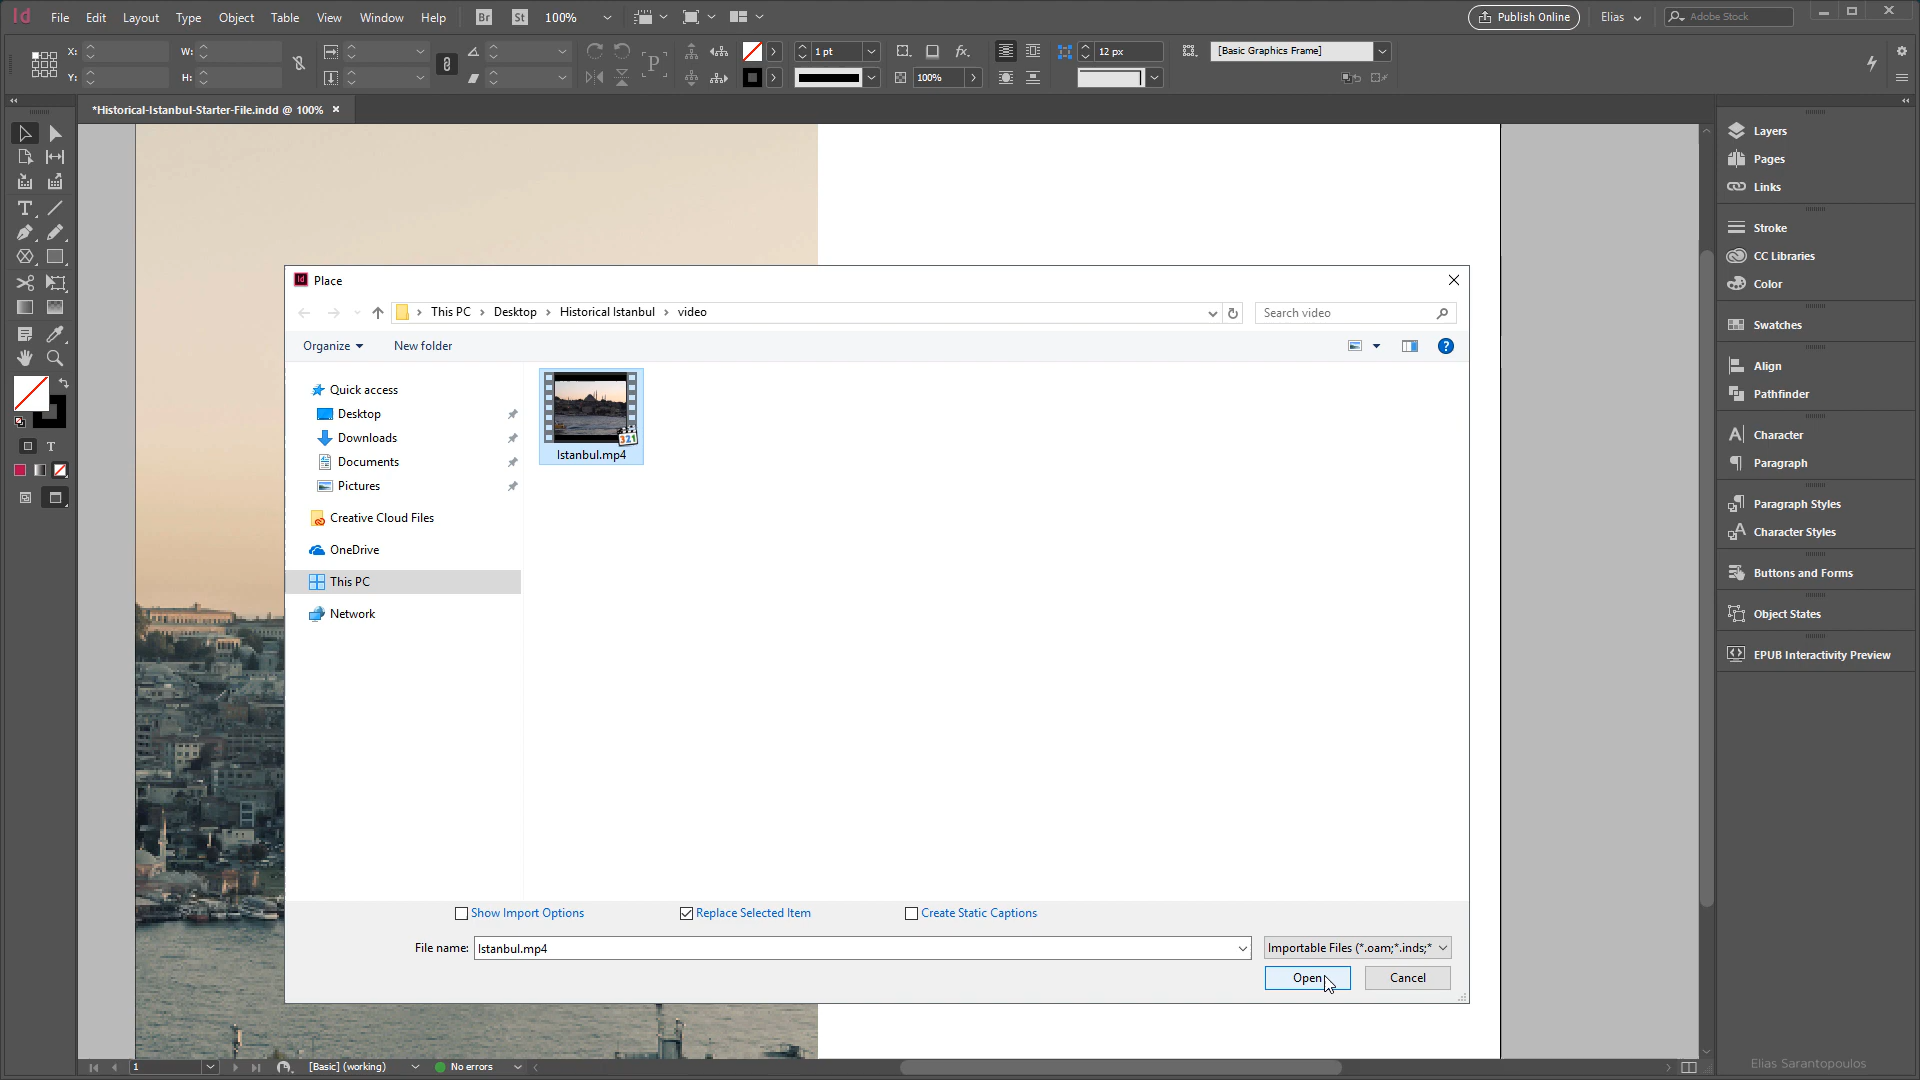 Id File Edit Layout Type Object Table View Window Help Br St 100% Publish Online Elias Adobe Stock
X: W: 1 pt fx. 12 px [Basic Graphics Frame]
Y: H: P 100%
*Historical-Istanbul-Starter-File.indd @ 100%
Layers
Pages
Links
Stroke
CC Libraries
Color
Swatches
Align
Pathfinder
Character
Paragraph
Paragraph Styles
Character Styles
Buttons and Forms
Object States
EPUB Interactivity Preview
Place
This PC Desktop Historical Istanbul video Search video
Organize New folder
Quick access
Desktop
Downloads
Documents
Pictures
Creative Cloud Files
OneDrive
This PC
Network
321
Istanbul.mp4
Show Import Options Replace Selected Item Create Static Captions
File name: Istanbul.mp4 Importable Files (*.oam;*.inds;*
Open Cancel
1 [Basic] (working) No errors
Elias Sarantopoulos